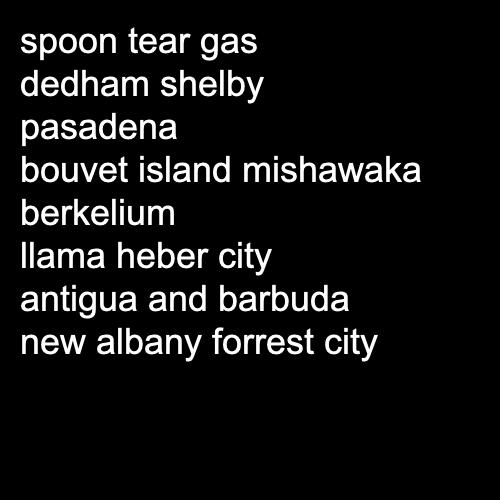 spoon tear gas
dedham shelby
pasadena
bouvet island mishawaka
berkelium
llama heber city
antigua and barbuda
new albany forrest city